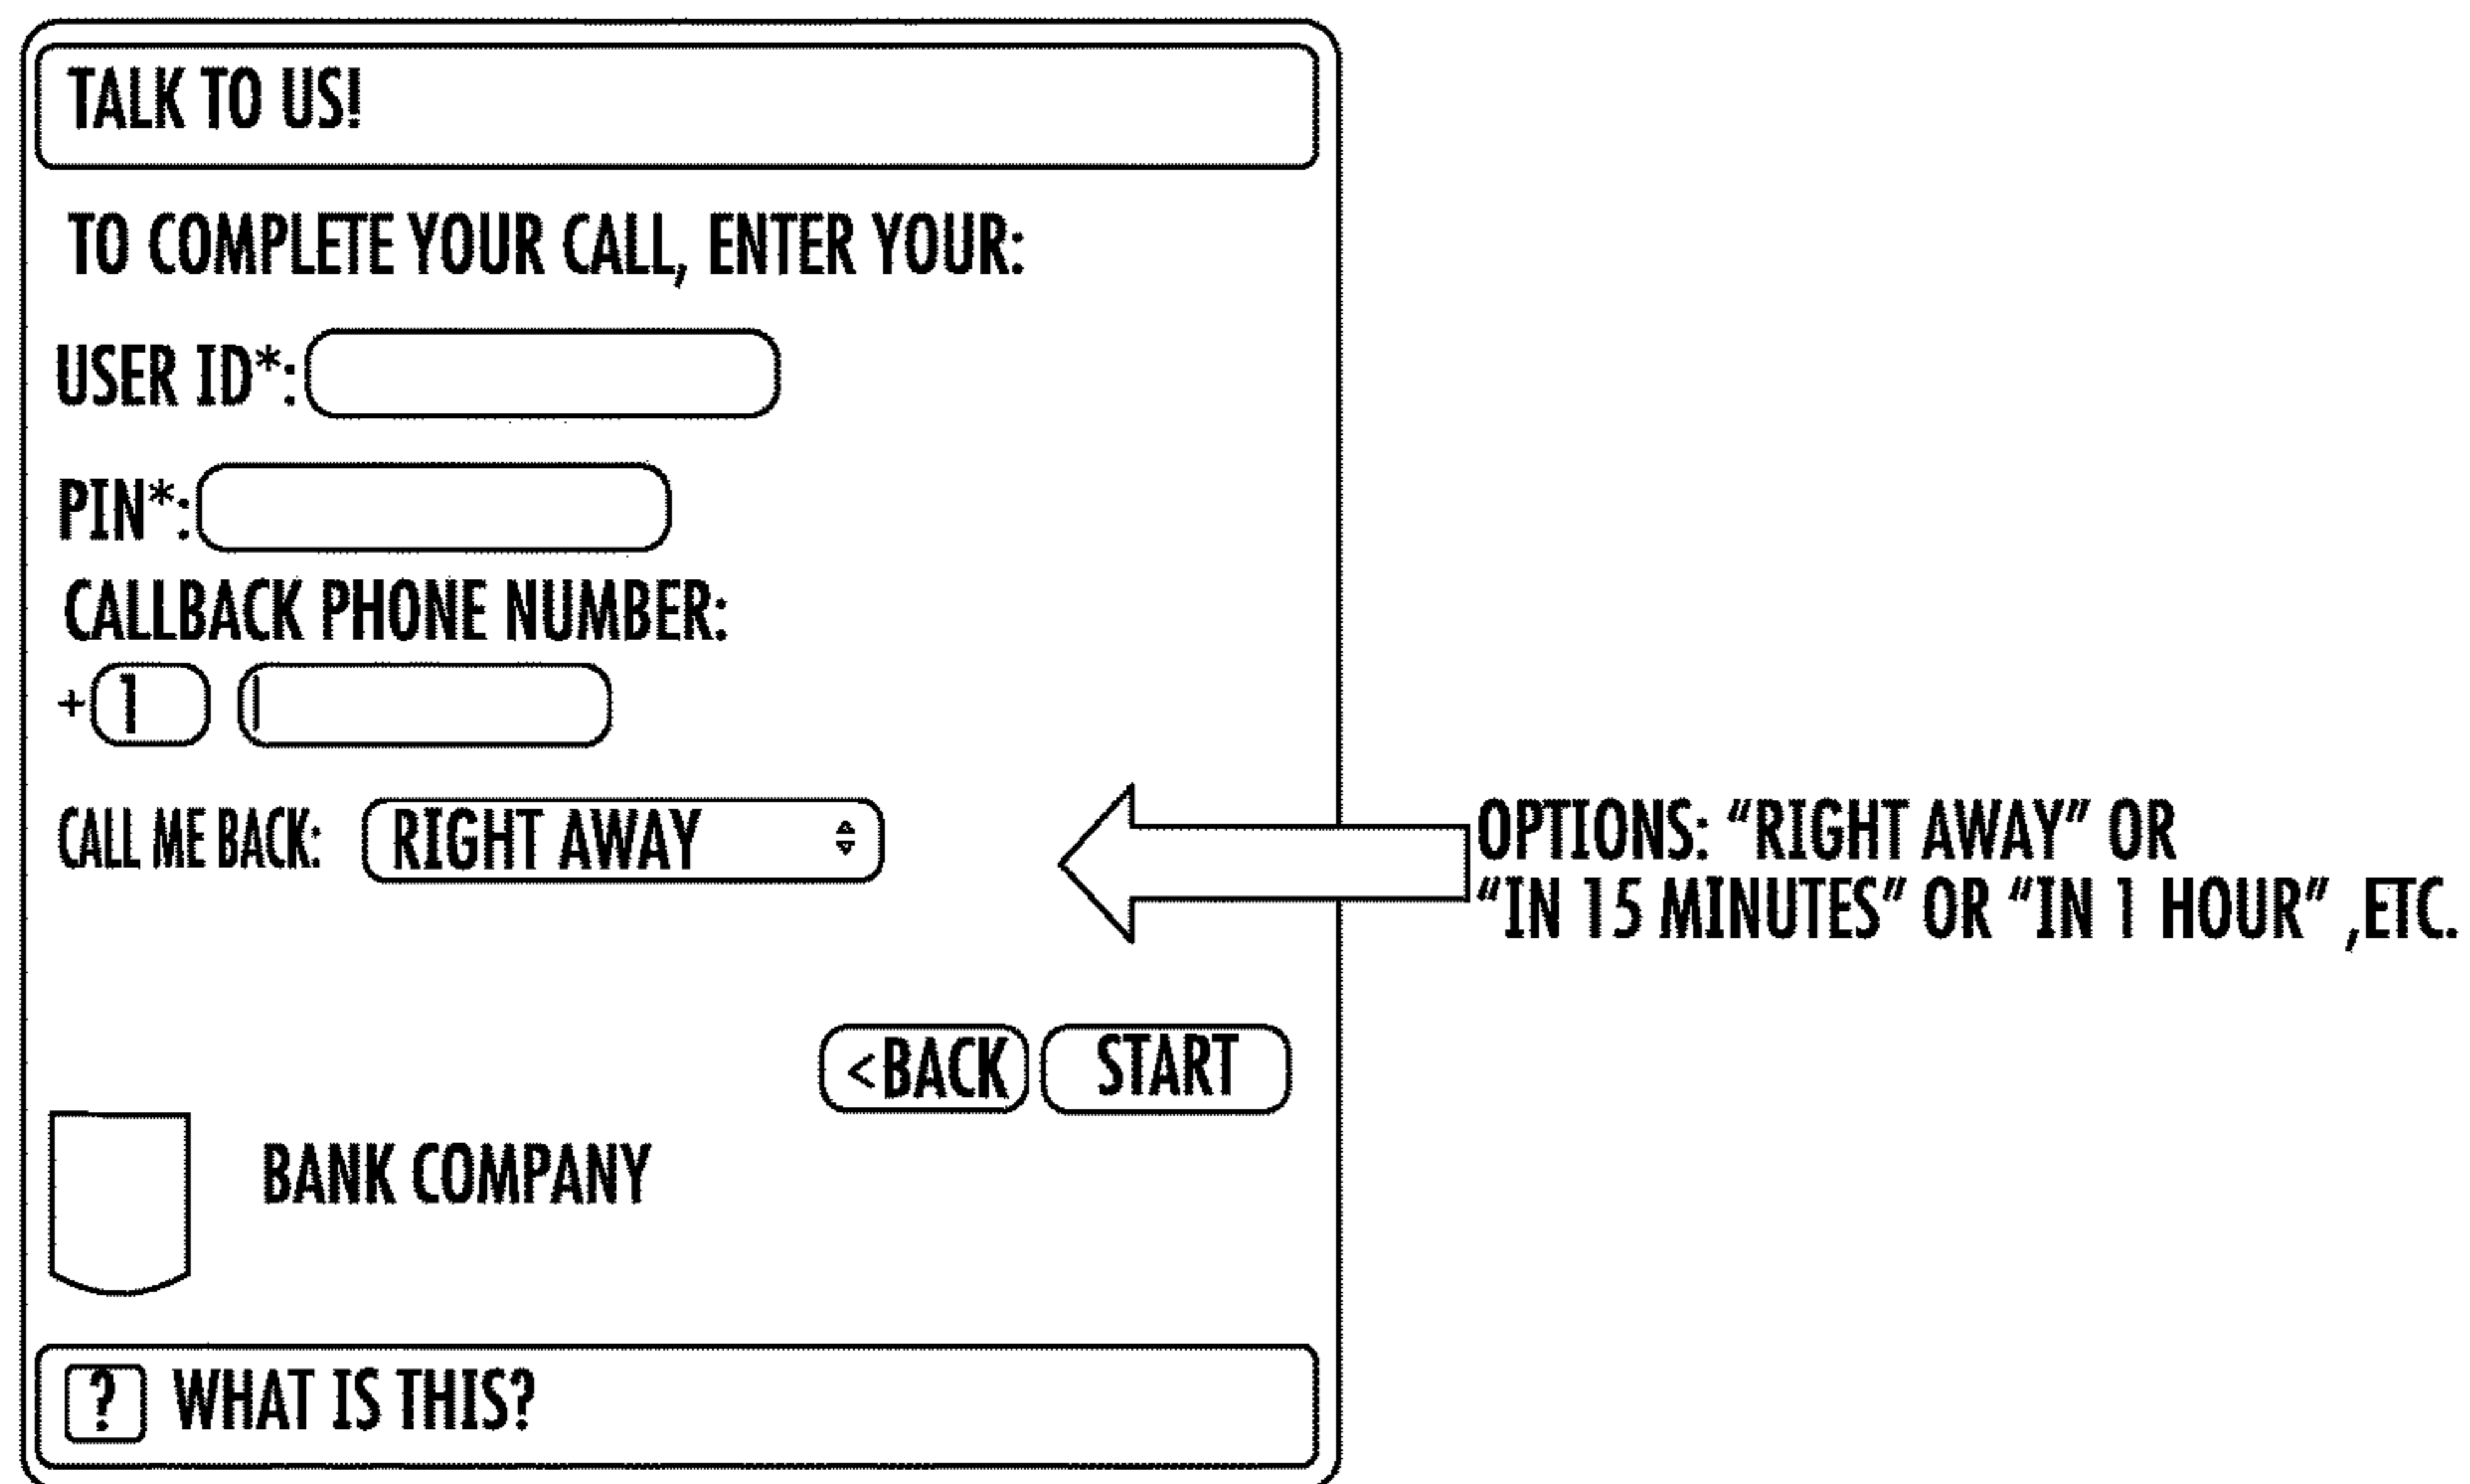 TALK TO US!
TO COMPLETE YOUR CALL, ENTER YOUR:
USER ID*:
PIN*:
CALLBACK PHONE NUMBER:
+ 1
CALL ME BACK: RIGHT AWAY
OPTIONS: "RIGHT AWAY" OR
"IN 15 MINUTES" OR "IN 1 HOUR" ,ETC.
<BACK START
BANK COMPANY
? WHAT IS THIS?